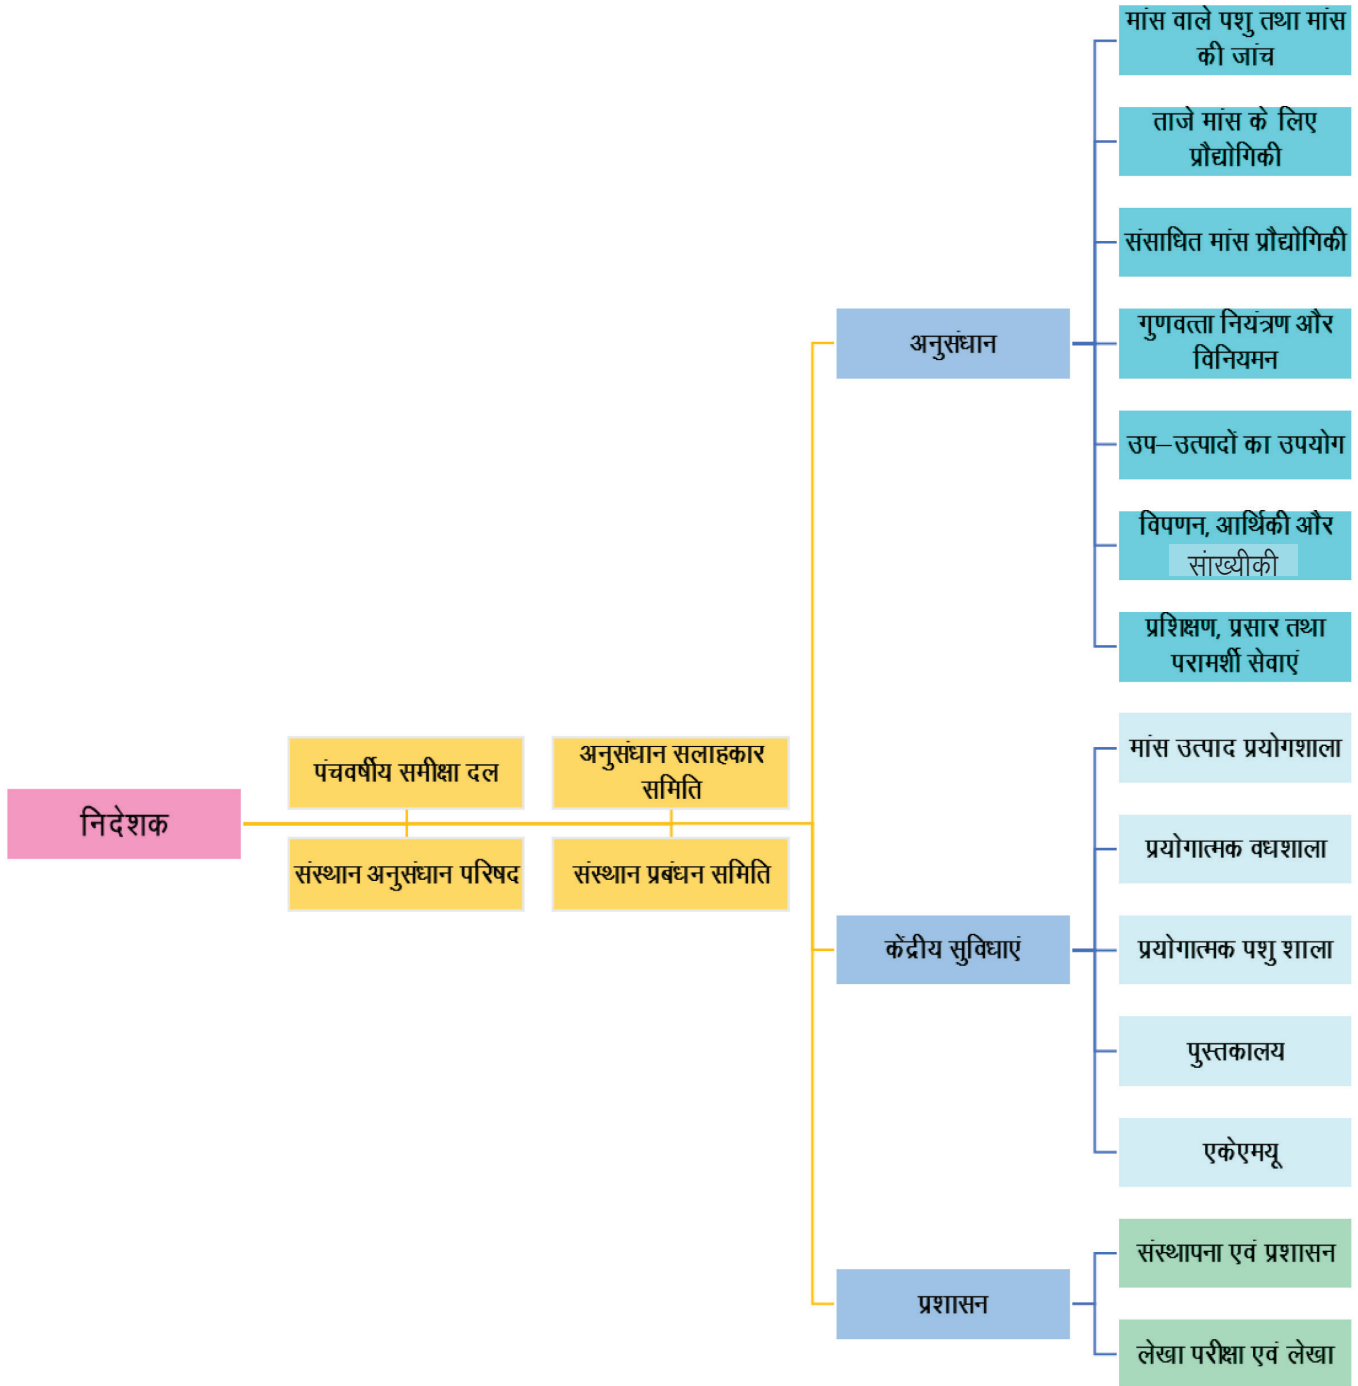 निदेशक
पंचवर्षीय समीक्षा दल
संस्थान अनुसंधान परिषद
अनुसंधान सलाहकार
समिति
संस्थान प्रबंधन समिति
अनुसंधान
मांस वाले पशु तथा मांस
की जांच
ताजे मांस के लिए
प्रौद्योगिकी
संसाधित मांस प्रौद्योगिकी
गुणवत्ता नियंत्रण और
विनियमन
उप–उत्पादों का उपयोग
विपणन, आर्थिकी और
सांख्यीकी
प्रशिक्षण, प्रसार तथा
परामर्शी सेवाएं
केंद्रीय सुविधाएं
मांस उत्पाद प्रयोगशाला
प्रयोगात्मक वधशाला
प्रयोगात्मक पशु शाला
पुस्तकालय
एकेएमयू
प्रशासन
संस्थापना एवं प्रशासन
लेखा परीक्षा एवं लेखा